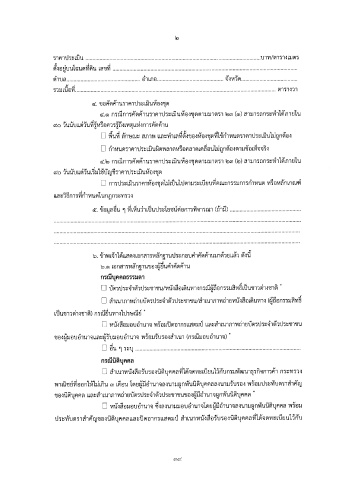 ๒
ราคาประเมิน ........................................ บาท/ตารางเมตร
ตั้งอยู่บนโฉนดที่ดิน เลขที่ ........................................
ตำบล.............................. อำเภอ.............................. จังหวัด..............................
รวมเนื้อที่........................................ ตารางวา
๔. ขอคัดค้านราคาประเมินห้องชุด
๔.๑ กรณีการคัดค้านราคาประเมินห้องชุดตามมาตรา ๒๓ (๑) สามารถกระทำได้ภายใน
๓๐ วันนับแต่วันที่รู้หรือควรรู้ถึงเหตุแห่งการคัดค้าน
☐ พื้นที่ ลักษณะ สภาพ และทำเลที่ตั้งของห้องชุดที่ใช้กำหนดราคาประเมินไม่ถูกต้อง
☐ กำหนดราคาประเมินผิดพลาดหรือคลาดเคลื่อนไม่ถูกต้องตามข้อเท็จจริง
๔.๒ กรณีการคัดค้านราคาประเมินห้องชุดตามมาตรา ๒๓ (๒) สามารถกระทำได้ภายใน
๓๐ วันนับแต่วันเริ่มใช้บัญชีราคาประเมินห้องชุด
☐ การประเมินราคาห้องชุดไม่เป็นไปตามระเบียบที่คณะกรรมการกำหนด หรือหลักเกณฑ์
และวิธีการที่กำหนดในกฎกระทรวง
๕. ข้อมูลอื่น ๆ ที่เห็นว่าเป็นประโยชน์ต่อการพิจารณา (ถ้ามี) ..............................
๖. ข้าพเจ้าได้แสดงเอกสารหลักฐานประกอบคำคัดค้านมาด้วยแล้ว ดังนี้
๖.๑ เอกสารหลักฐานของผู้ยื่นคำคัดค้าน
กรณีบุคคลธรรมดา
☐ บัตรประจำตัวประชาชน/หนังสือเดินทางกรณีผู้ถือกรรมสิทธิ์เป็นชาวต่างชาติ *
☐ สำเนาภาพถ่ายบัตรประจำตัวประชาชน/สำเนาภาพถ่ายหนังสือเดินทาง (ผู้ถือกรรมสิทธิ์
เป็นชาวต่างชาติ) กรณียื่นทางไปรษณีย์ *
☐ หนังสือมอบอำนาจ พร้อมปิดอากรแสตมป์ และสำเนาภาพถ่ายบัตรประจำตัวประชาชน
ของผู้มอบอำนาจและผู้รับมอบอำนาจ พร้อมรับรองสำเนา (กรณีมอบอำนาจ) *
☐ อื่น ๆ ระบุ ........................................
กรณีนิติบุคคล
☐ สำเนาหนังสือรับรองนิติบุคคลที่ได้จดทะเบียนไว้กับกรมพัฒนาธุรกิจการค้า กระทรวง
พาณิชย์ที่ออกให้ไม่เกิน ๓ เดือน โดยผู้มีอำนาจลงนามผูกพันนิติบุคคลลงนามรับรอง พร้อมประทับตราสำคัญ
ของนิติบุคคล และสำเนาภาพถ่ายบัตรประจำตัวประชาชนของผู้มีอำนาจผูกพันนิติบุคคล *
☐ หนังสือมอบอำนาจ ซึ่งลงนามมอบอำนาจโดยผู้มีอำนาจลงนามผูกพันนิติบุคคล พร้อม
ประทับตราสำคัญของนิติบุคคลและปิดอากรแสตมป์ สำเนาหนังสือรับรองนิติบุคคลที่ได้จดทะเบียนไว้กับ